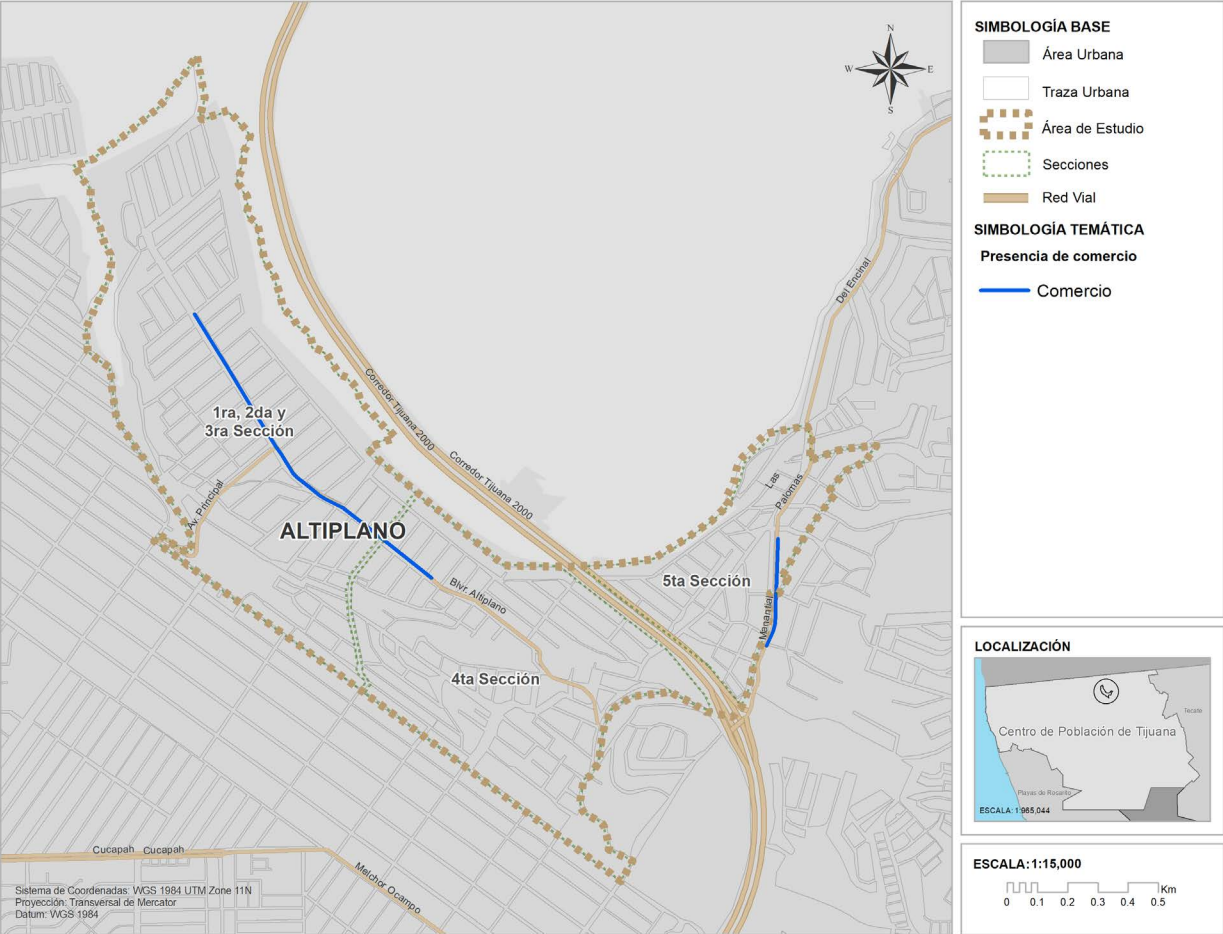 N
W
E
S
Del Encinal
Corredor Tijuana 2000
Corredor Tijuana 2000
1ra, 2da y
3ra Sección
Av. Principal
ALTIPLANO
Las
Palomas
5ta Sección
Blvr. Altiplano
Manantial
4ta Sección
Cucapah Cucapah
Melchor Ocampo
Sistema de Coordenadas: WGS 1984 UTM Zone 11N
Proyección: Transversal de Mercator
Datum: WGS 1984
SIMBOLOGÍA BASE
Área Urbana
Traza Urbana
Área de Estudio
Secciones
Red Vial
SIMBOLOGÍA TEMÁTICA
Presencia de comercio
Comercio
LOCALIZACIÓN
Tecate
Centro de Población de Tijuana
Playas de Rosarito
ESCALA: 1:965,044
ESCALA: 1:15,000
Km
0 0.1 0.2 0.3 0.4 0.5